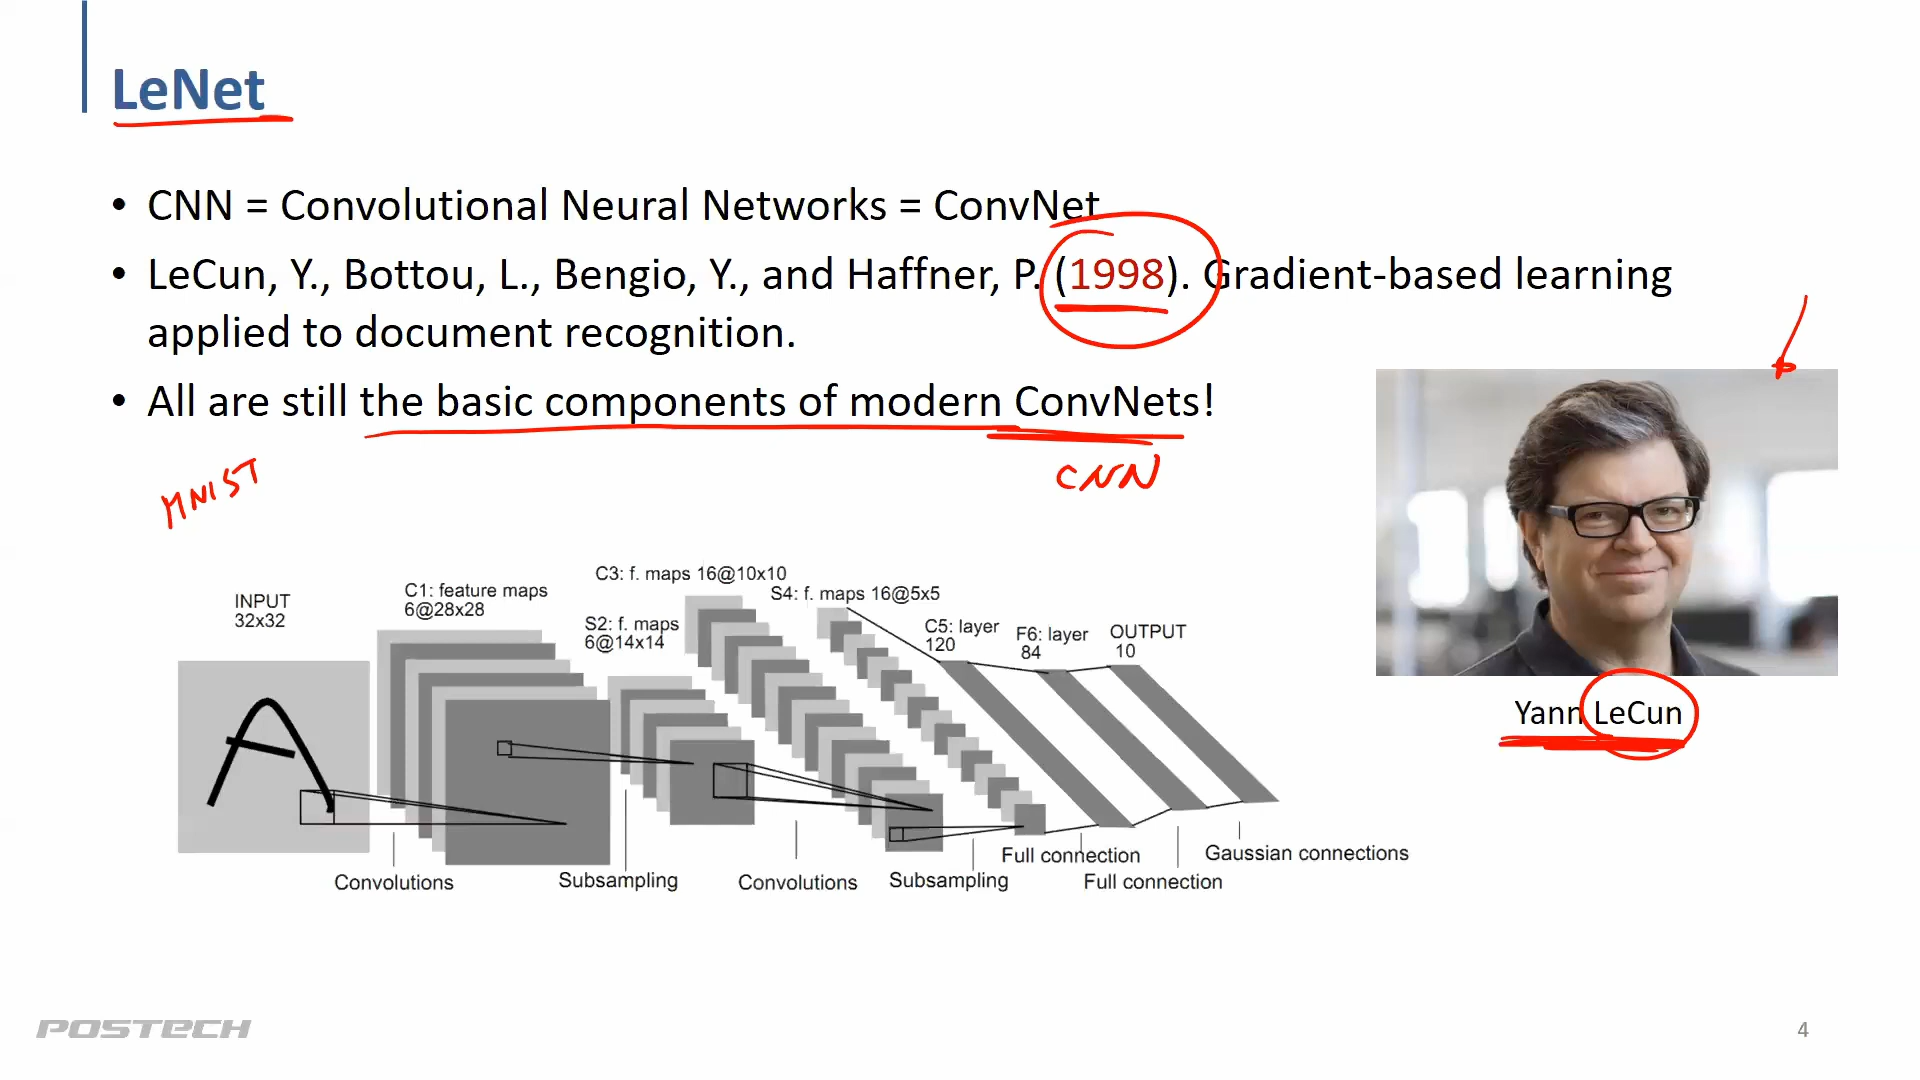 LeNet
• CNN = Convolutional Neural Networks = ConvNet
• LeCun, Y., Bottou, L., Bengio, Y., and Haffner, P. (1998). Gradient-based learning
applied to document recognition.
• All are still the basic components of modern ConvNets!
MNIST
CNN
INPUT
32x32
C1: feature maps
6@28x28
S2: f. maps
6@14x14
C3: f. maps 16@10x10
S4: f. maps 16@5x5
C5: layer
120
F6: layer
84
OUTPUT
10
A
Convolutions
Subsampling
Convolutions
Subsampling
Full connection
Full connection
Gaussian connections
Yann LeCun
POSTECH
4